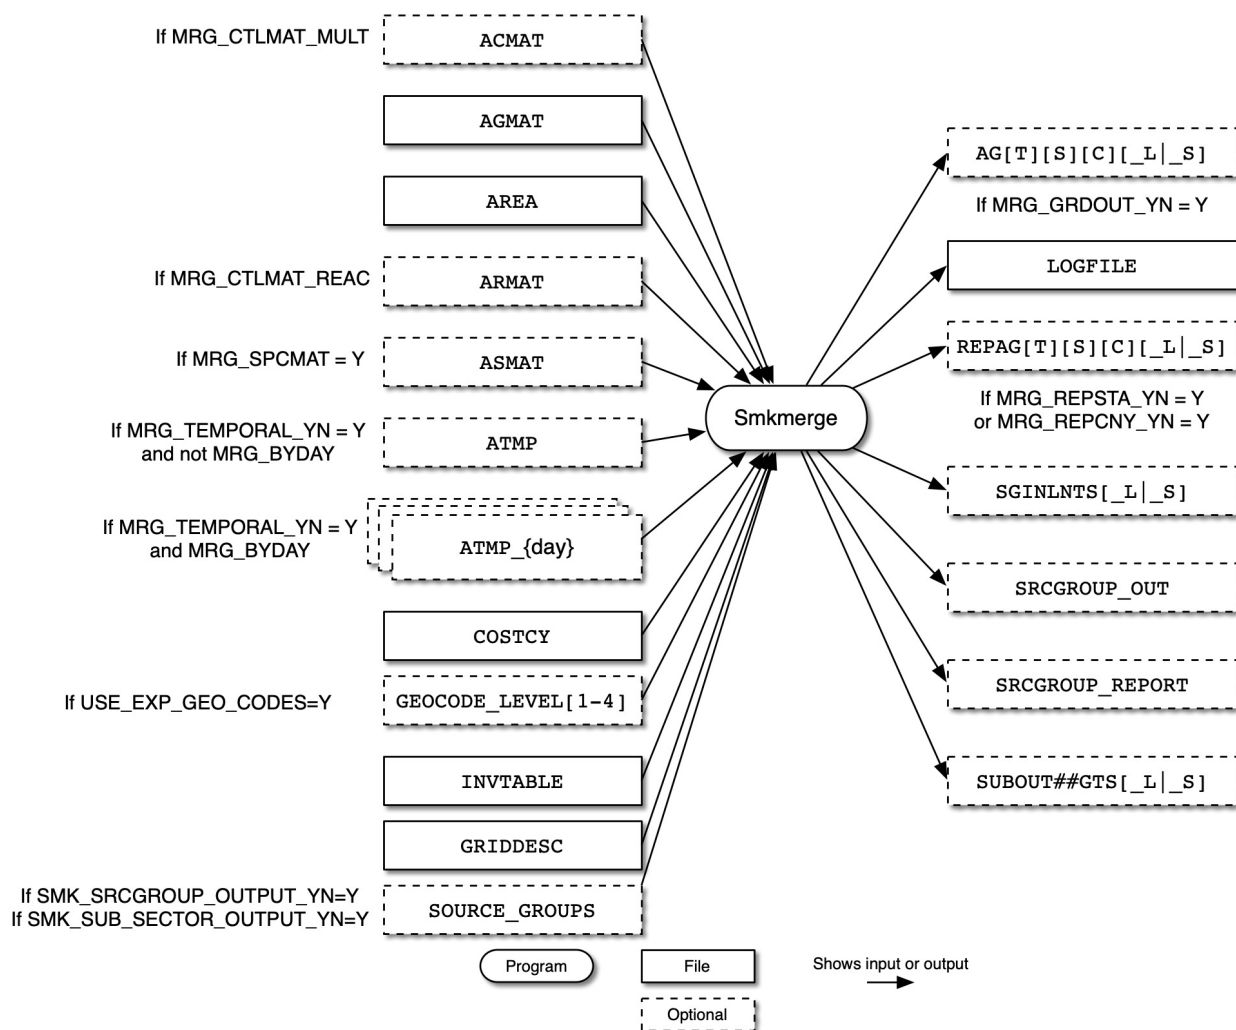 If MRG_CTLMAT_MULT
ACMAT
AGMAT
AREA
If MRG_CTLMAT_REAC
ARMAT
If MRG_SPCMAT = Y
ASMAT
If MRG_TEMPORAL_YN = Y
and not MRG_BYDAY
ATMP
If MRG_TEMPORAL_YN = Y
and MRG_BYDAY
ATMP_{day}
COSTCY
If USE_EXP_GEO_CODES=Y
GEOCODE_LEVEL[1-4]
INVTABLE
GRIDDESC
If SMK_SRCGROUP_OUTPUT_YN=Y
If SMK_SUB_SECTOR_OUTPUT_YN=Y
SOURCE_GROUPS
Smkmerge
AG[T][S][C][_L|_S]
If MRG_GRDOUT_YN = Y
LOGFILE
REPAG[T][S][C][_L|_S]
If MRG_REPSTA_YN = Y
or MRG_REPCNY_YN = Y
SGINLNTS[_L|_S]
SRCGROUP_OUT
SRCGROUP_REPORT
SUBOUT##GTS[_L|_S]
Program
File
Shows input or output
Optional